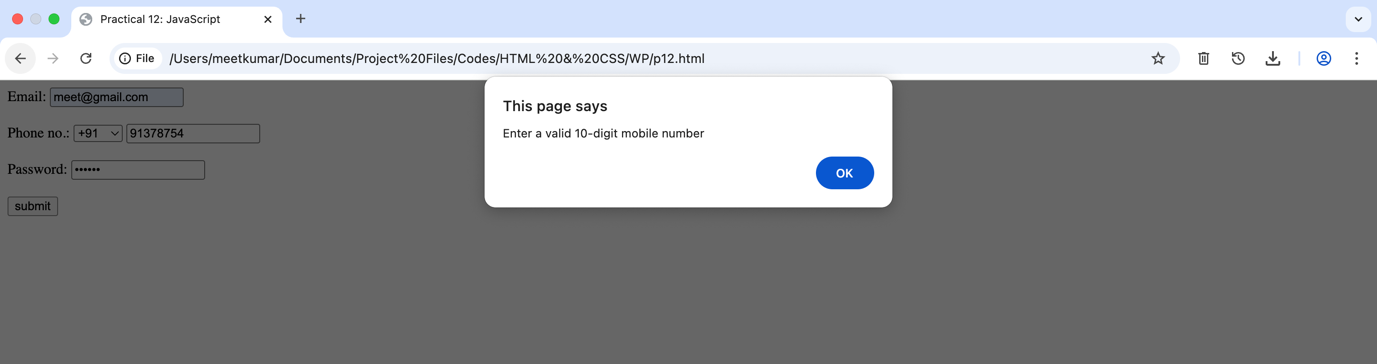 Practical 12: JavaScript
File /Users/meetkumar/Documents/Project%20Files/Codes/HTML%20&%20CSS/WP/p12.html
Email: meet@gmail.com
Phone no.: +91 91378754
Password: ••••••
submit
This page says
Enter a valid 10-digit mobile number
OK